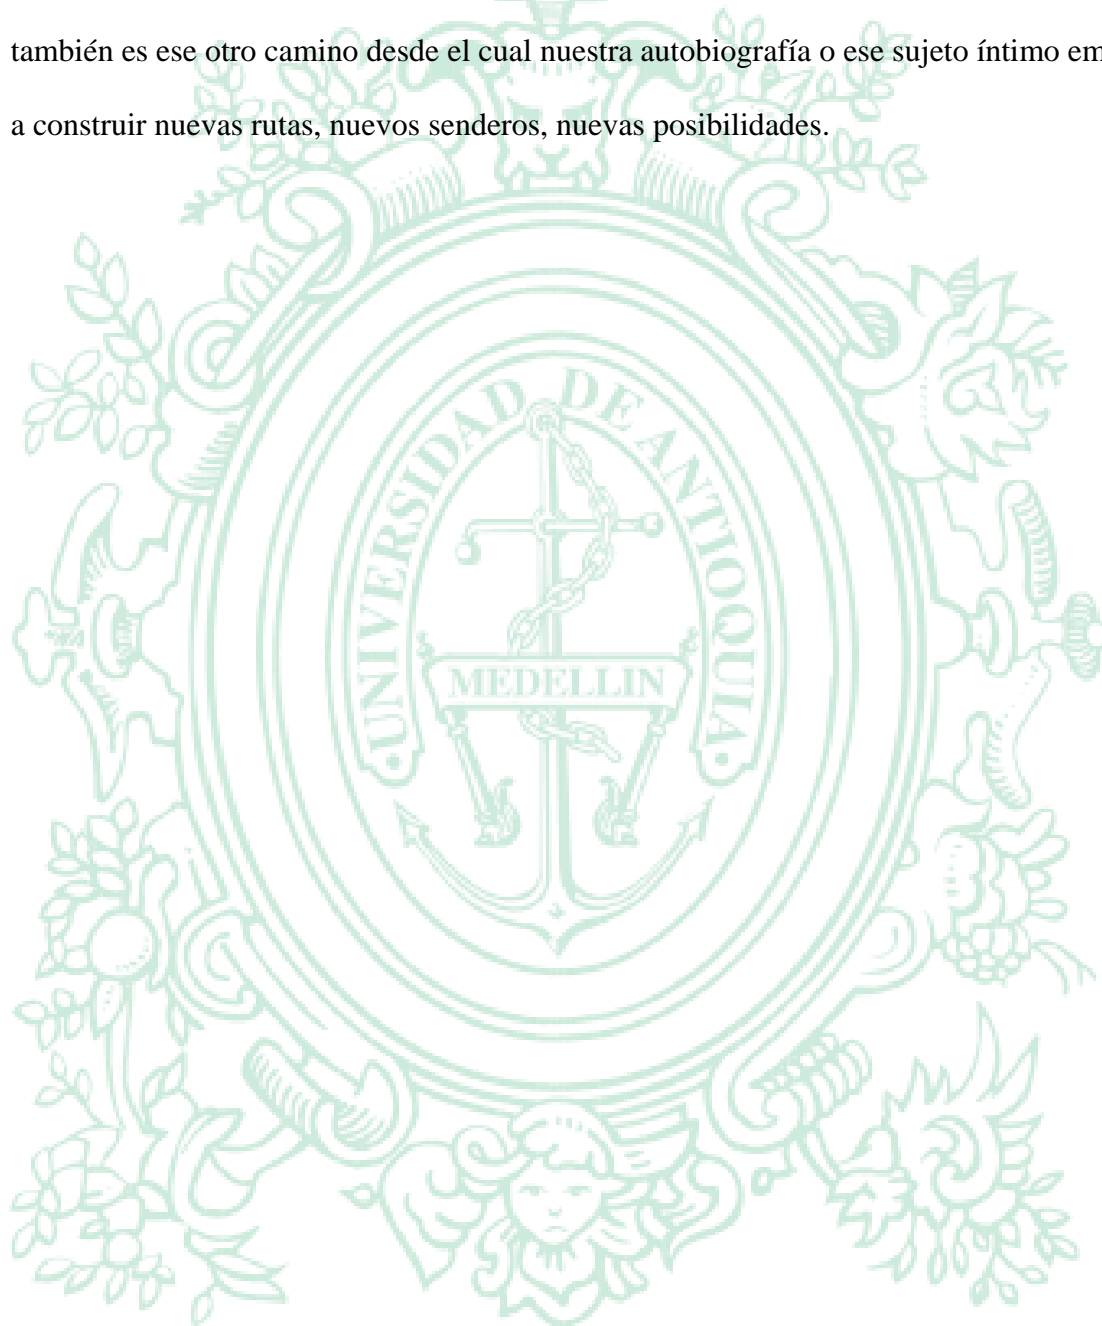 también es ese otro camino desde el cual nuestra autobiografía o ese sujeto íntimo em
a construir nuevas rutas, nuevos senderos, nuevas posibilidades.
UNIVERSIDAD DE ANTIOQUIA
MEDELLIN